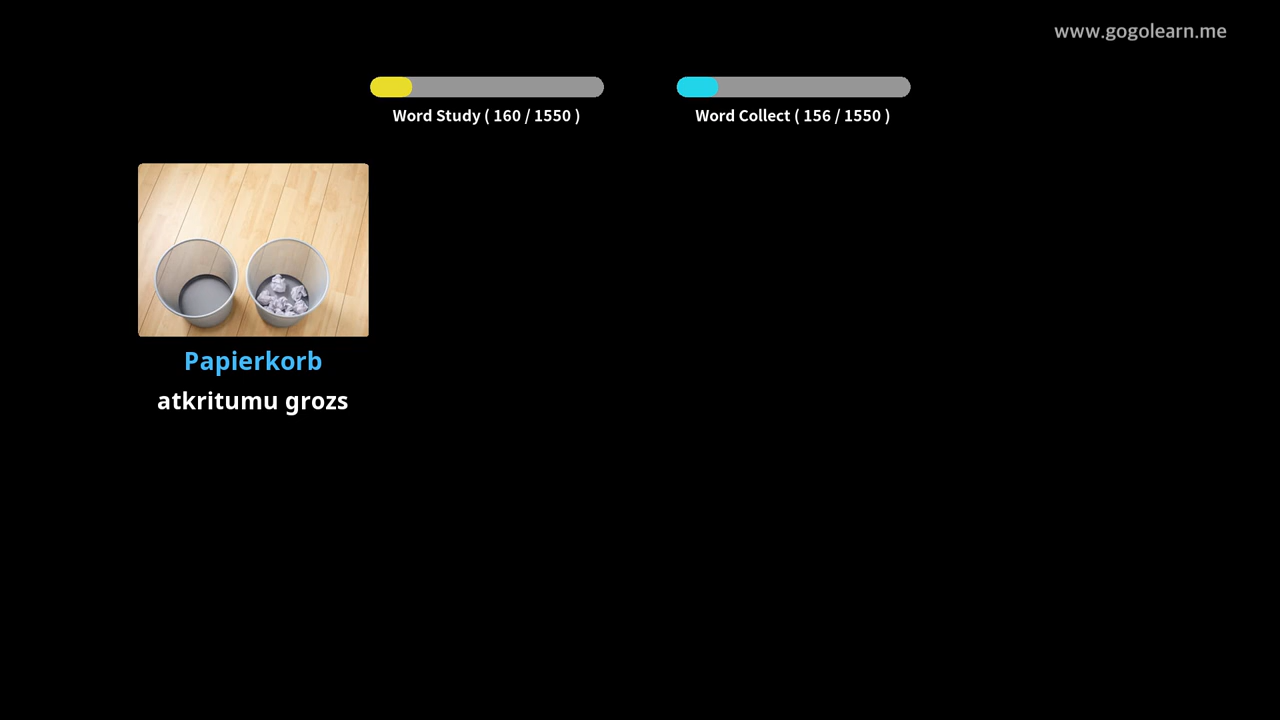 www.gogolearn.me
Word Study ( 160 / 1550 )
Word Collect ( 156 / 1550 )
Papierkorb
atkritumu grozs